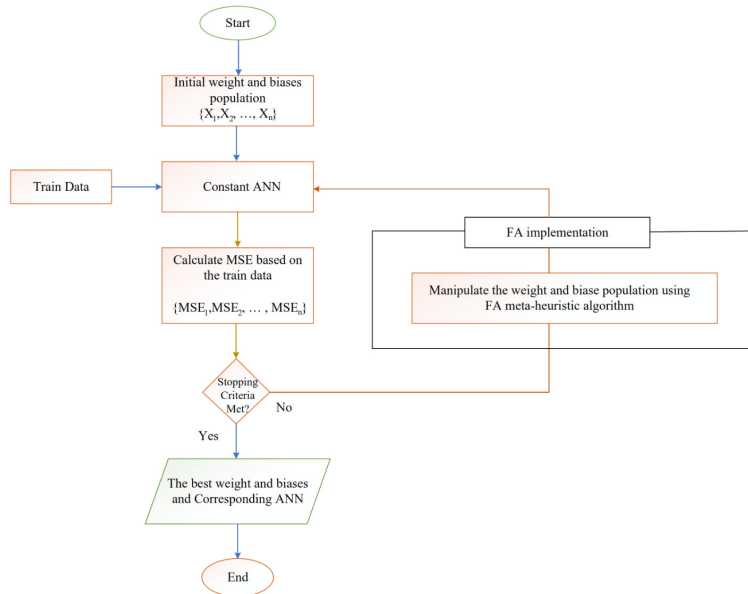 Start
Initial weight and biases
population
{X₁,X₂, …, Xₙ}
Train Data
Constant ANN
FA implementation
Calculate MSE based on
the train data
{MSE₁,MSE₂, … , MSEₙ}
Manipulate the weight and biase population using
FA meta-heuristic algorithm
Stopping
Criteria
Met?
No
Yes
The best weight and biases
and Corresponding ANN
End